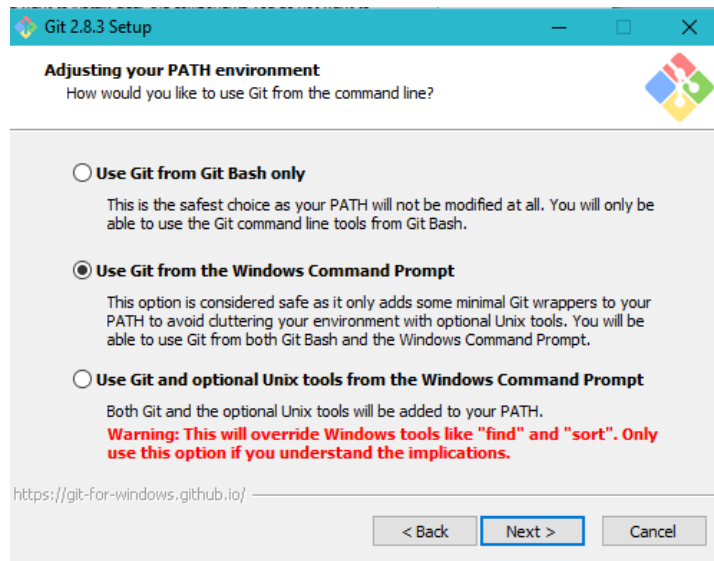 Git 2.8.3 Setup
Adjusting your PATH environment
How would you like to use Git from the command line?
Use Git from Git Bash only
This is the safest choice as your PATH will not be modified at all. You will only be
able to use the Git command line tools from Git Bash.
Use Git from the Windows Command Prompt
This option is considered safe as it only adds some minimal Git wrappers to your
PATH to avoid cluttering your environment with optional Unix tools. You will be
able to use Git from both Git Bash and the Windows Command Prompt.
Use Git and optional Unix tools from the Windows Command Prompt
Both Git and the optional Unix tools will be added to your PATH.
Warning: This will override Windows tools like "find" and "sort". Only
use this option if you understand the implications.
https://git-for-windows.github.io/
< Back Next > Cancel